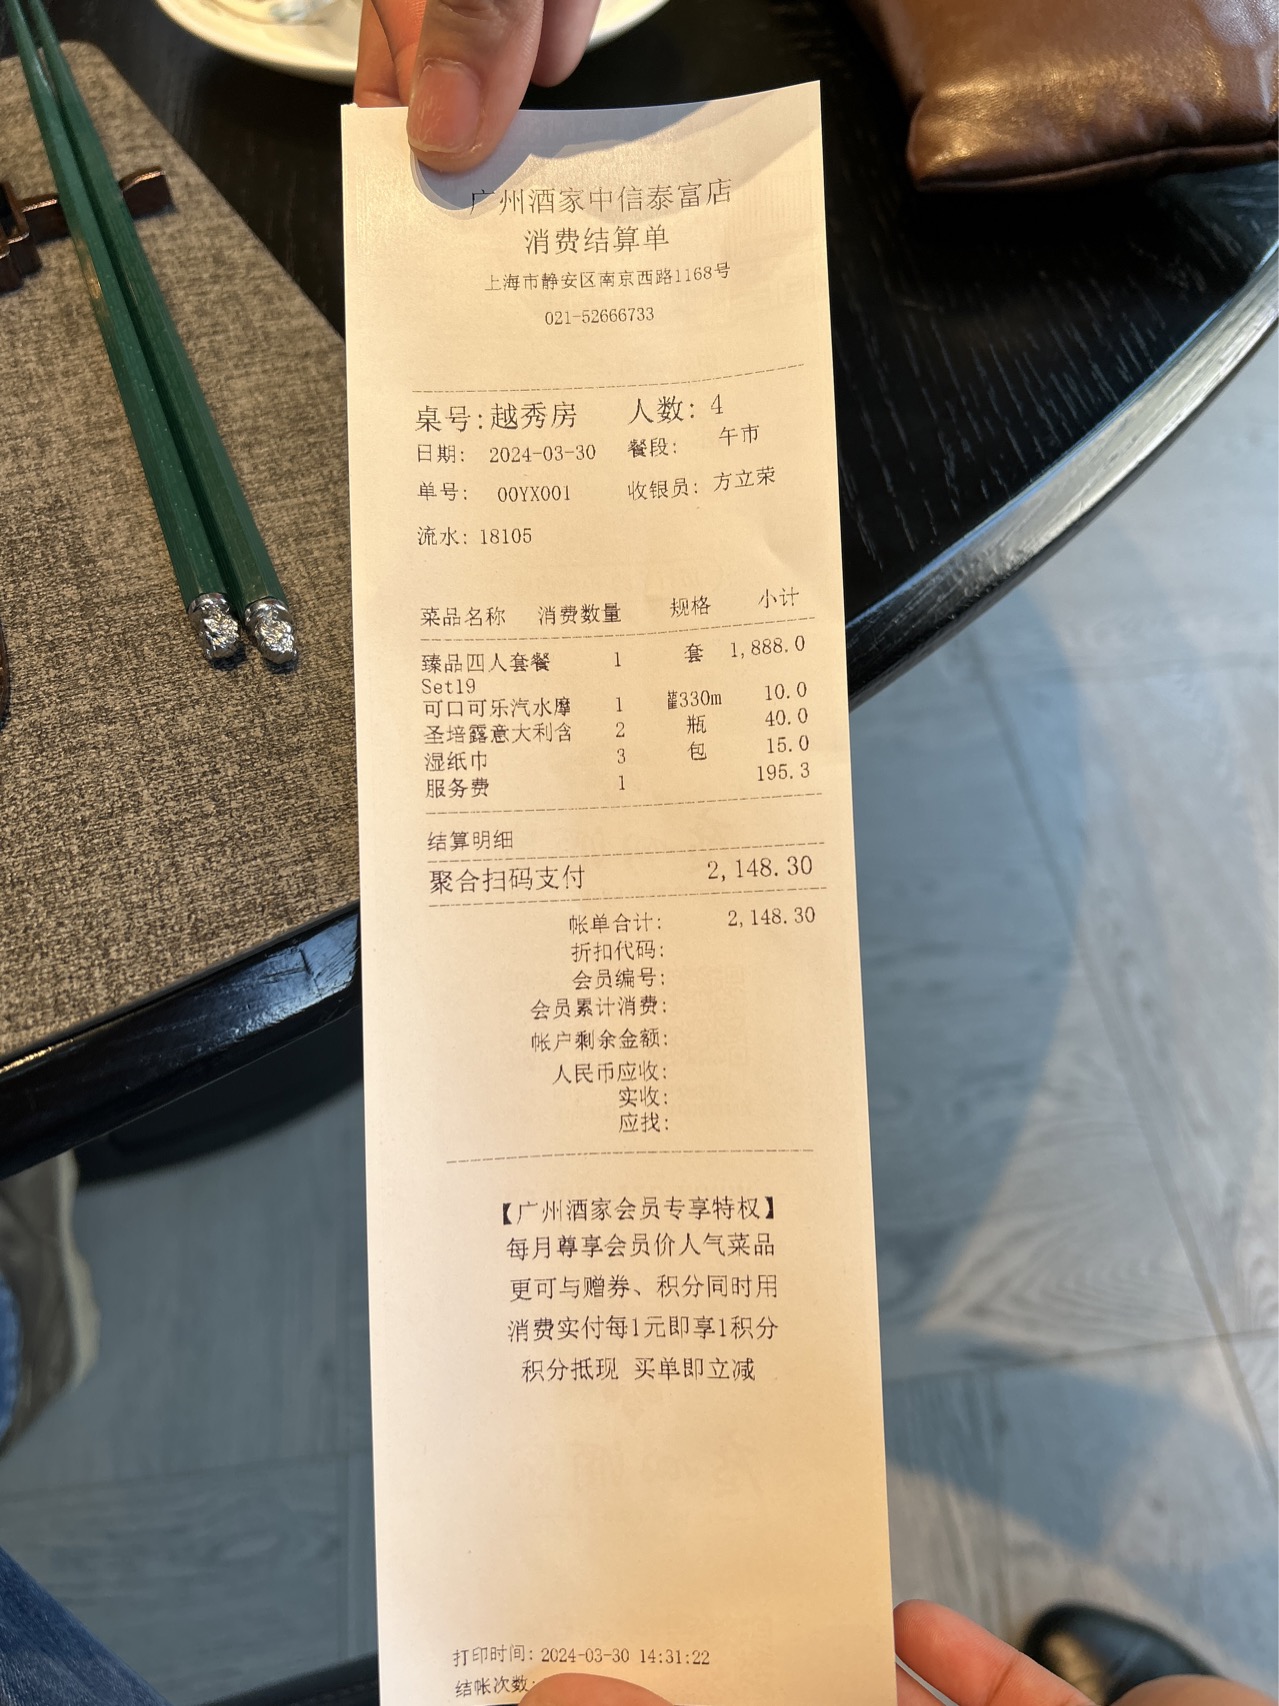 广州酒家中信泰富店
消费结算单
上海市静安区南京西路1168号
021-52666733
桌号:越秀房 人数: 4
日期: 2024-03-30 餐段: 午市
单号: 00YX001 收银员: 方立荣
流水: 18105
菜品名称 消费数量 规格 小计
臻品四人套餐 1 套 1,888.0
Set19
可口可乐汽水摩 1 罐330m 10.0
圣培露意大利含 2 瓶 40.0
湿纸巾 3 包 15.0
服务费 1 195.3
结算明细
聚合扫码支付 2,148.30
帐单合计: 2,148.30
折扣代码:
会员编号:
会员累计消费:
帐户剩余金额:
人民币应收:
实收:
应找:
【广州酒家会员专享特权】
每月尊享会员价人气菜品
更可与赠券、积分同时用
消费实付每1元即享1积分
积分抵现 买单即立减
打印时间: 2024-03-30 14:31:22
结帐次数: